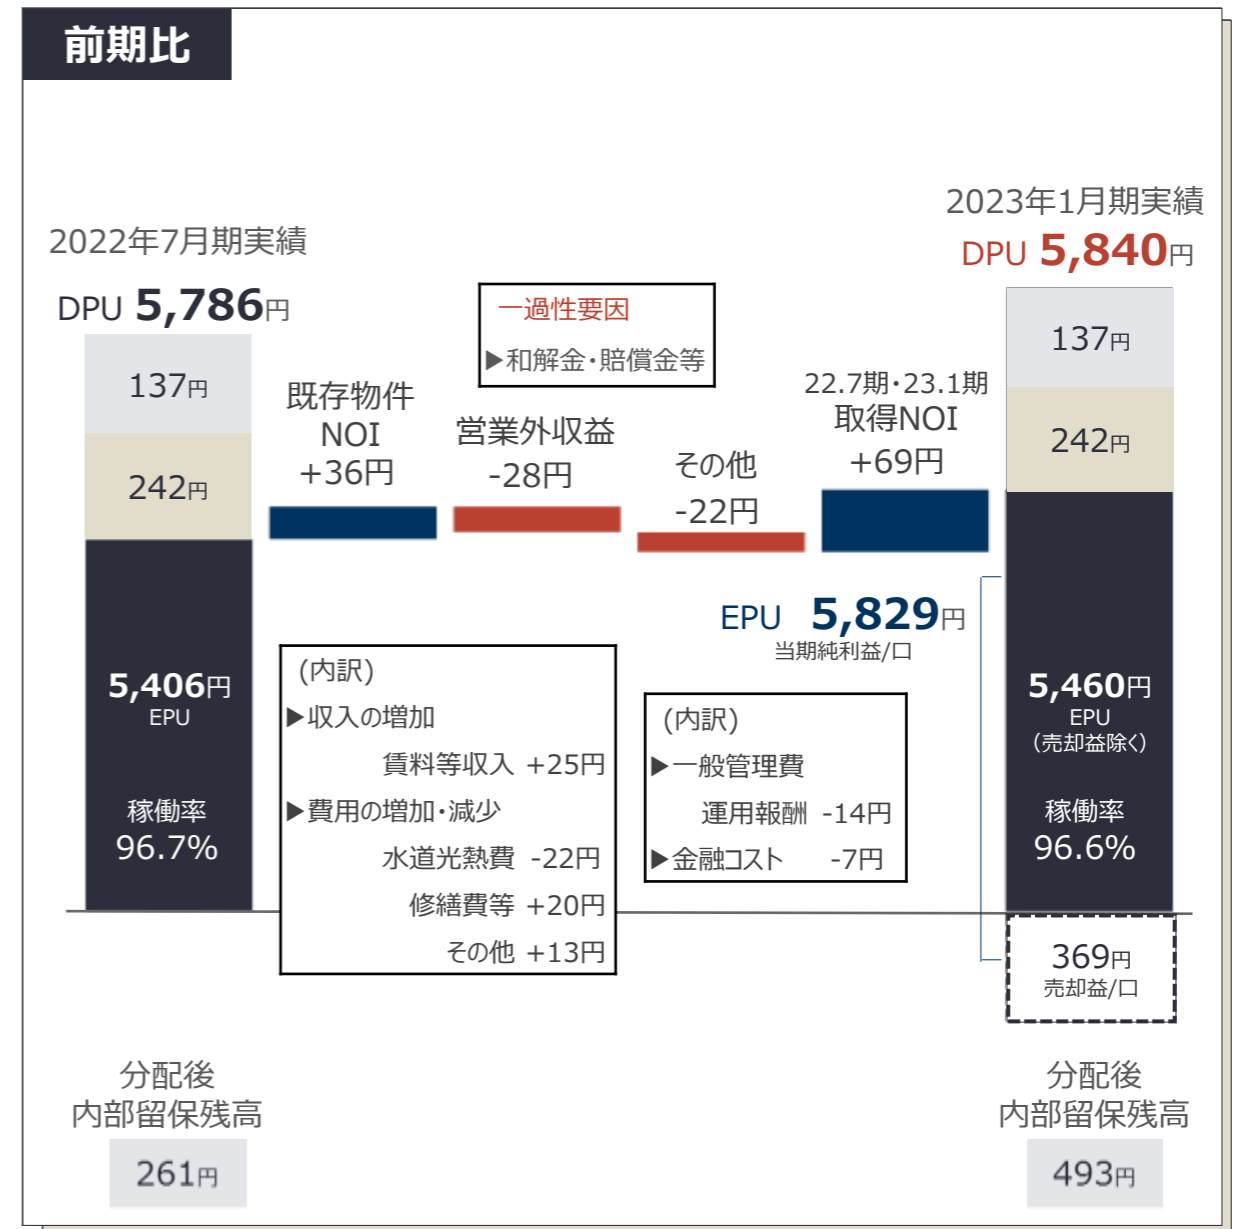 前期比
2022年7月期実績
DPU 5,786円
137円
242円
5,406円
EPU
稼働率
96.7%
分配後
内部留保残高
261円
既存物件
NOI
+36円
(内訳)
▶収入の増加
賃料等収入 +25円
▶費用の増加・減少
水道光熱費 -22円
修繕費等 +20円
その他 +13円
一過性要因
▶和解金・賠償金等
営業外収益
-28円
その他
-22円
(内訳)
▶一般管理費
運用報酬 -14円
▶金融コスト -7円
22.7期・23.1期
取得NOI
+69円
EPU 5,829円
当期純利益/口
2023年1月期実績
DPU 5,840円
137円
242円
5,460円
EPU
（売却益除く）
稼働率
96.6%
369円
売却益/口
分配後
内部留保残高
493円